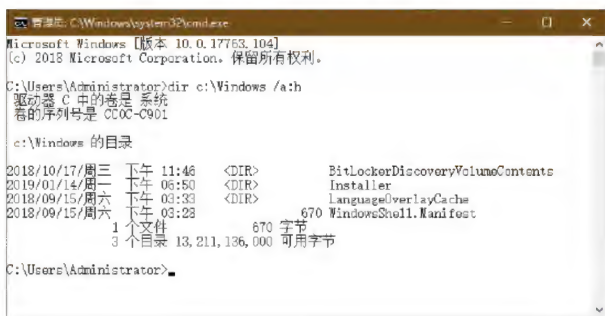 管理员: C:\Windows\system32\cmd.exe
Microsoft Windows [版本 10.0.17763.104]
(c) 2018 Microsoft Corporation。保留所有权利。
C:\Users\Administrator>dir c:\Windows /a:h
驱动器 C 中的卷是 系统
卷的序列号是 CC0C-C901
c:\Windows 的目录
2018/10/17/周三 下午 11:46 <DIR> BitLockerDiscoveryVolumeContents
2019/01/14/周一 下午 06:50 <DIR> Installer
2018/09/15/周六 下午 03:33 <DIR> LanguageOverlayCache
2018/09/15/周六 下午 03:28 670 WindowsShell.Manifest
1 个文件 670 字节
3 个目录 13,211,136,000 可用字节
C:\Users\Administrator>